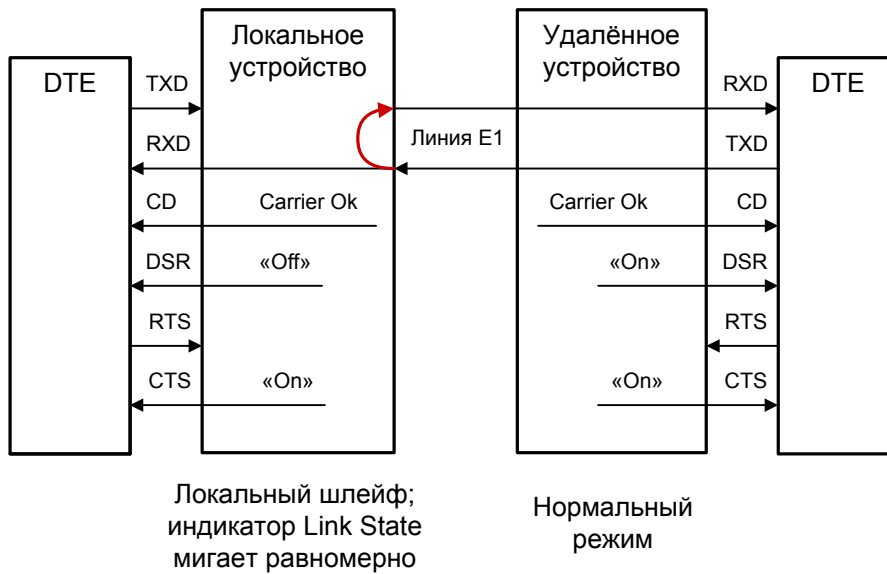 Локальное
устройство
Удалённое
устройство
DTE
TXD
RXD
DTE
RXD
Линия E1
TXD
CD
Carrier Ok
Carrier Ok
CD
DSR
«Off»
«On»
DSR
RTS
RTS
CTS
«On»
«On»
CTS
Локальный шлейф;
индикатор Link State
мигает равномерно
Нормальный
режим